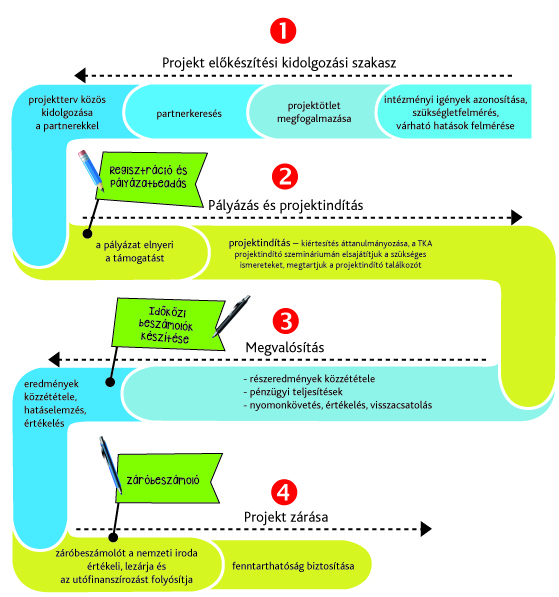 1
Projekt előkészítési kidolgozási szakasz
projektterv közös
kidolgozása
a partnerekkel
partnerkeresés
projektötlet
megfogalmazása
intézményi igények azonosítása,
szükségletfelmérés,
várható hatások felmérése
Regisztráció és
pályázatbeadás
2
Pályázás és projektindítás
a pályázat elnyeri
a támogatást
projektindítás – kiértesítés áttanulmányozása, a TKA
projektindító szemináriumán elsajátítjuk a szükséges
ismereteket, megtartjuk a projektindító találkozót
Időközi
beszámolók
készítése
3
Megvalósítás
eredmények
közzététele,
hatáselemzés,
értékelés
- részeredmények közzététele
- pénzügyi teljesítések
- nyomonkövetés, értékelés, visszacsatolás
Záróbeszámoló
4
Projekt zárása
záróbeszámolót a nemzeti iroda
értékeli, lezárja és
az utófinanszírozást folyósítja
fenntarthatóság biztosítása